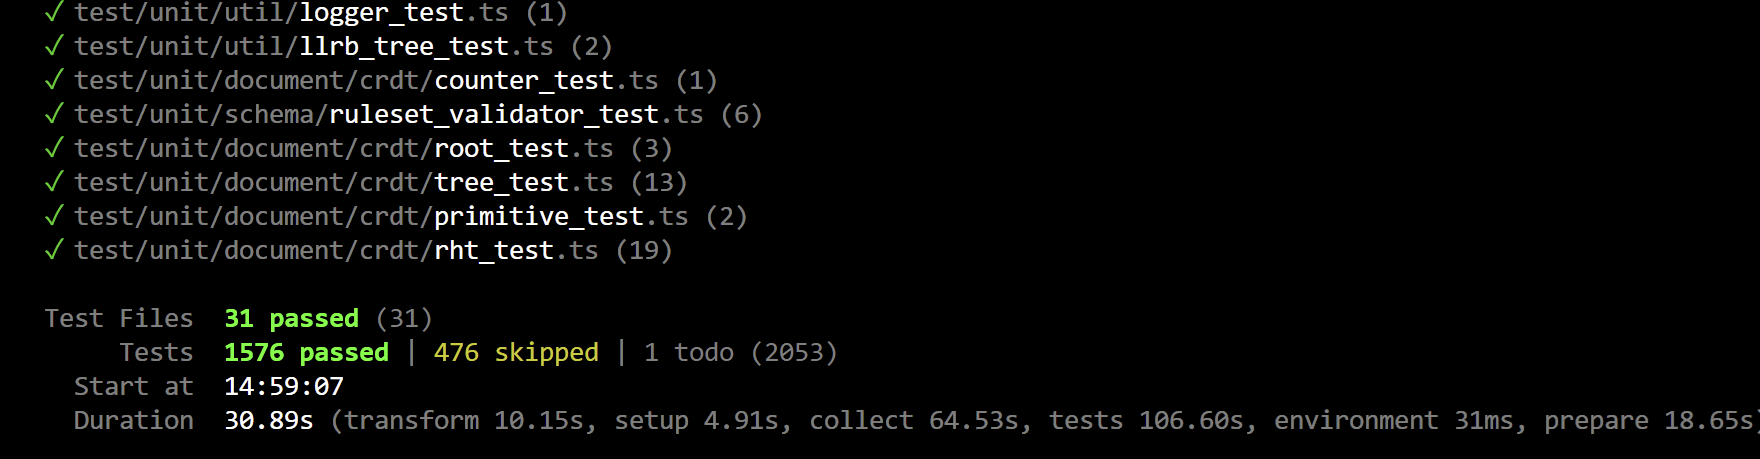 ✓ test/unit/util/logger_test.ts (1)
✓ test/unit/util/llrb_tree_test.ts (2)
✓ test/unit/document/crdt/counter_test.ts (1)
✓ test/unit/schema/ruleset_validator_test.ts (6)
✓ test/unit/document/crdt/root_test.ts (3)
✓ test/unit/document/crdt/tree_test.ts (13)
✓ test/unit/document/crdt/primitive_test.ts (2)
✓ test/unit/document/crdt/rht_test.ts (19)
Test Files 31 passed (31)
Tests 1576 passed | 476 skipped | 1 todo (2053)
Start at 14:59:07
Duration 30.89s (transform 10.15s, setup 4.91s, collect 64.53s, tests 106.60s, environment 31ms, prepare 18.65s)